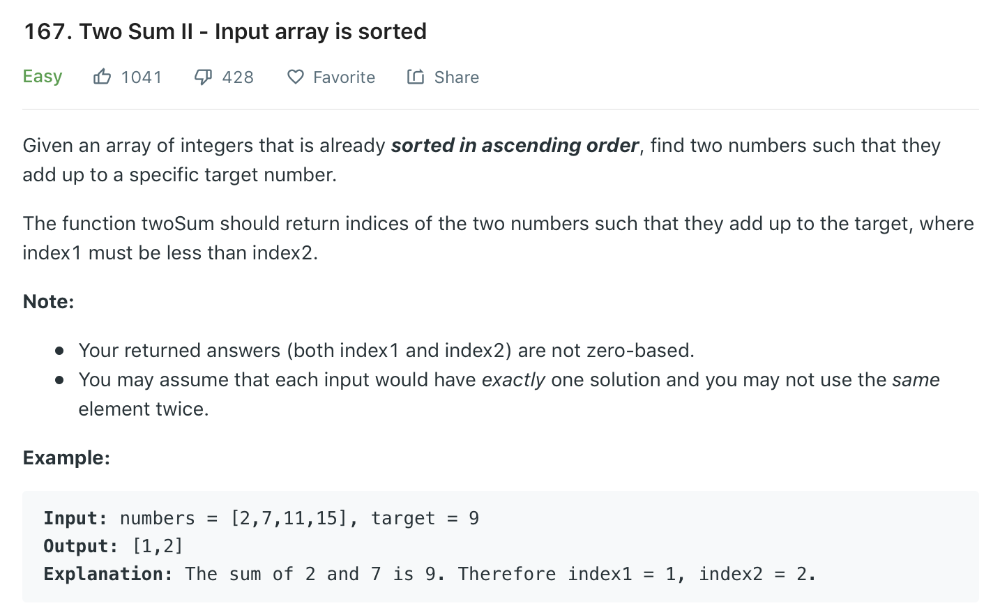 167. Two Sum II - Input array is sorted
Easy 1041 428 Favorite Share
Given an array of integers that is already sorted in ascending order, find two numbers such that they
add up to a specific target number.
The function twoSum should return indices of the two numbers such that they add up to the target, where
index1 must be less than index2.
Note:
● Your returned answers (both index1 and index2) are not zero-based.
● You may assume that each input would have exactly one solution and you may not use the same
element twice.
Example:
Input: numbers = [2,7,11,15], target = 9
Output: [1,2]
Explanation: The sum of 2 and 7 is 9. Therefore index1 = 1, index2 = 2.